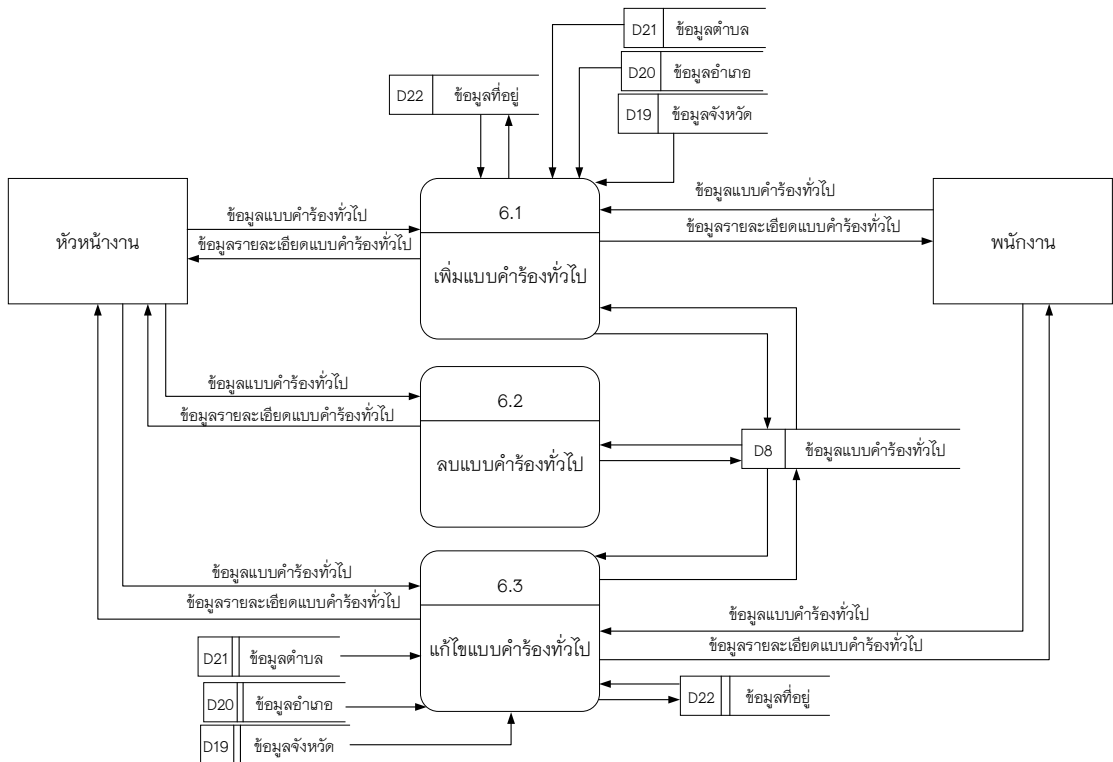 D21 ข้อมูลตำบล
D20 ข้อมูลอำเภอ
D22 ข้อมูลที่อยู่
D19 ข้อมูลจังหวัด
หัวหน้างาน
ข้อมูลแบบคำร้องทั่วไป
ข้อมูลรายละเอียดแบบคำร้องทั่วไป
6.1
เพิ่มแบบคำร้องทั่วไป
ข้อมูลแบบคำร้องทั่วไป
ข้อมูลรายละเอียดแบบคำร้องทั่วไป
พนักงาน
ข้อมูลแบบคำร้องทั่วไป
ข้อมูลรายละเอียดแบบคำร้องทั่วไป
6.2
ลบแบบคำร้องทั่วไป
D8 ข้อมูลแบบคำร้องทั่วไป
ข้อมูลแบบคำร้องทั่วไป
ข้อมูลรายละเอียดแบบคำร้องทั่วไป
6.3
แก้ไขแบบคำร้องทั่วไป
ข้อมูลแบบคำร้องทั่วไป
ข้อมูลรายละเอียดแบบคำร้องทั่วไป
D21 ข้อมูลตำบล
D20 ข้อมูลอำเภอ
D22 ข้อมูลที่อยู่
D19 ข้อมูลจังหวัด